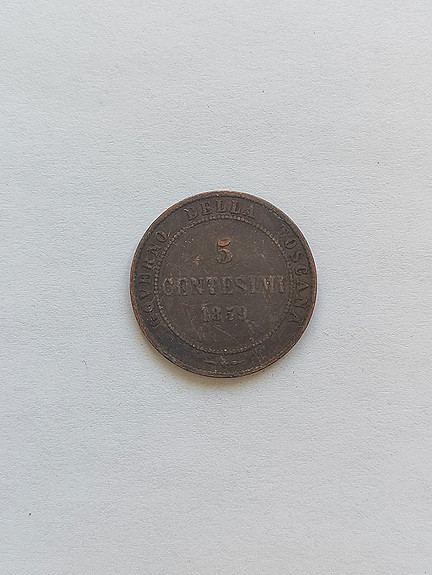 GOVERNO DELLA TOSCANA
5
CENTESIMI
1859